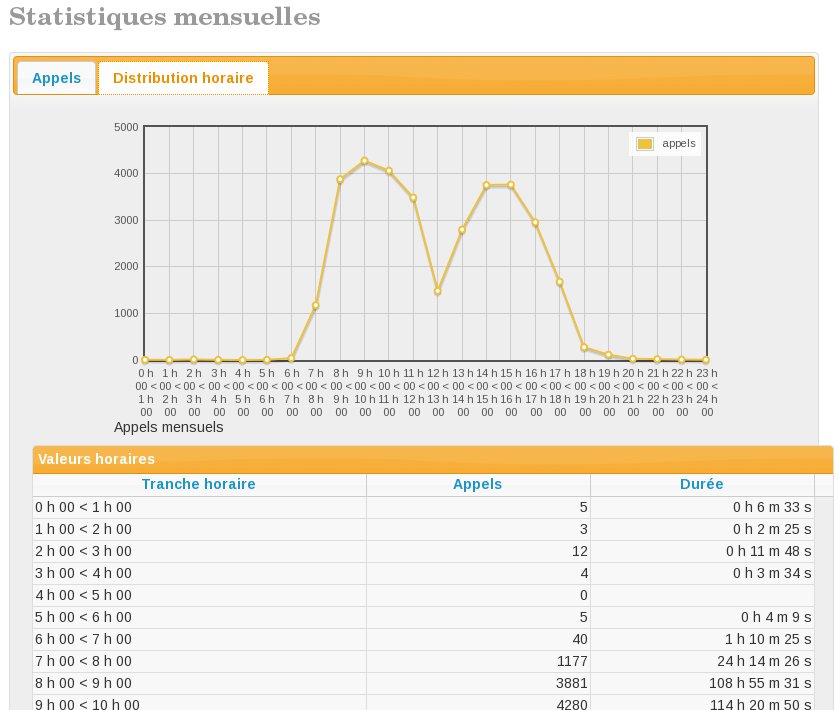 Statistiques mensuelles
Appels Distribution horaire
5000
4000
3000
2000
1000
0
appels
0 h 1 h 2 h 3 h 4 h 5 h 6 h 7 h 8 h 9 h 10 h 11 h 12 h 13 h 14 h 15 h 16 h 17 h 18 h 19 h 20 h 21 h 22 h 23 h
00 < 00 < 00 < 00 < 00 < 00 < 00 < 00 < 00 < 00 < 00 < 00 < 00 < 00 < 00 < 00 < 00 < 00 < 00 < 00 < 00 < 00 < 00 < 00 <
1 h 2 h 3 h 4 h 5 h 6 h 7 h 8 h 9 h 10 h 11 h 12 h 13 h 14 h 15 h 16 h 17 h 18 h 19 h 20 h 21 h 22 h 23 h 24 h
00 00 00 00 00 00 00 00 00 00 00 00 00 00 00 00 00 00 00 00 00 00 00 00
Appels mensuels
Valeurs horaires
Tranche horaire Appels Durée
0 h 00 < 1 h 00 5 0 h 6 m 33 s
1 h 00 < 2 h 00 3 0 h 2 m 25 s
2 h 00 < 3 h 00 12 0 h 11 m 48 s
3 h 00 < 4 h 00 4 0 h 3 m 34 s
4 h 00 < 5 h 00 0
5 h 00 < 6 h 00 5 0 h 4 m 9 s
6 h 00 < 7 h 00 40 1 h 10 m 25 s
7 h 00 < 8 h 00 1177 24 h 14 m 26 s
8 h 00 < 9 h 00 3881 108 h 55 m 31 s
9 h 00 < 10 h 00 4280 114 h 20 m 50 s